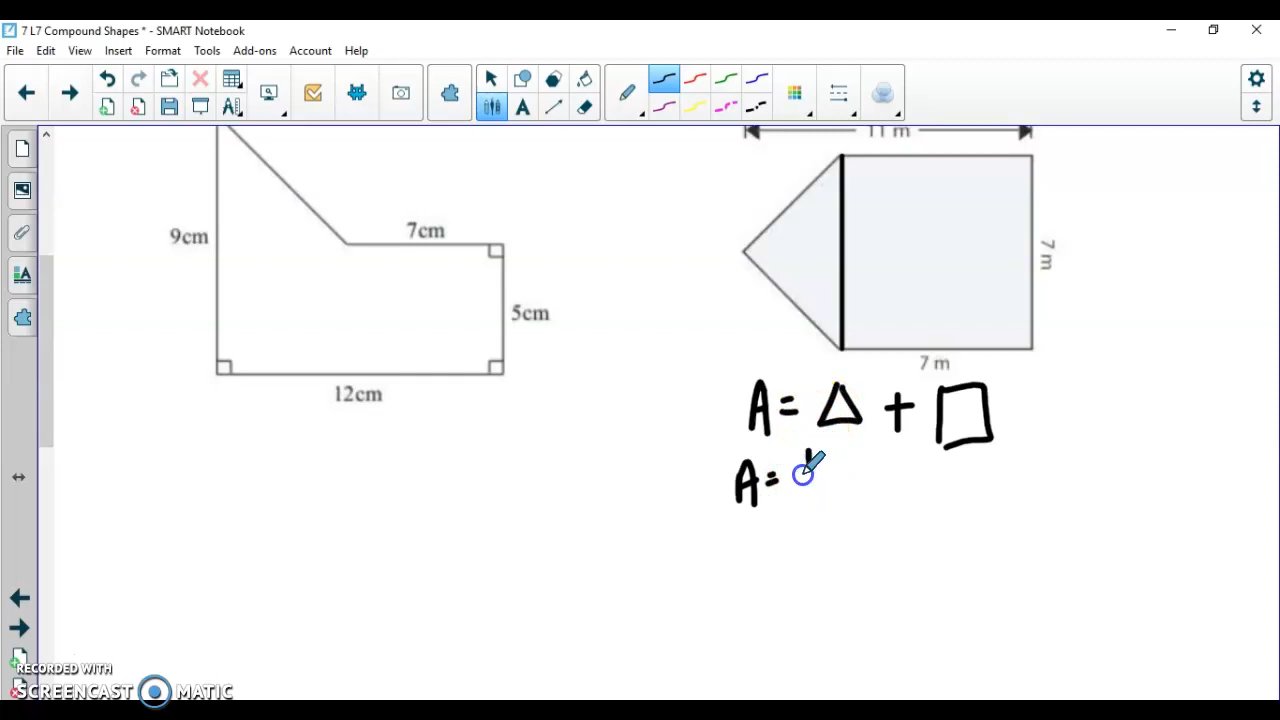 7 L7 Compound Shapes * - SMART Notebook
File Edit View Insert Format Tools Add-ons Account Help
11 m
9cm
7cm
5cm
12cm
7 m
7 m
A= △ + □
A=
RECORDED WITH
SCREENCAST MATIC